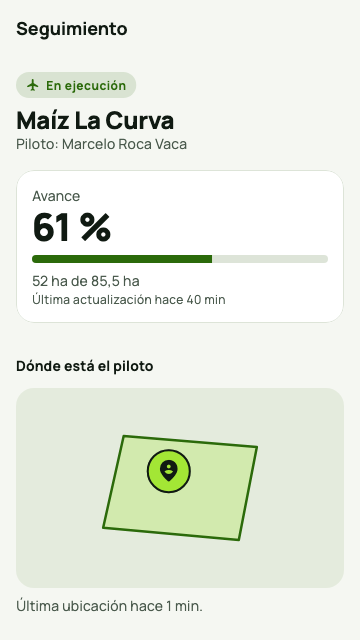 Seguimiento
En ejecución
Maíz La Curva
Piloto: Marcelo Roca Vaca
Avance
61 %
52 ha de 85,5 ha
Última actualización hace 40 min
Dónde está el piloto
Última ubicación hace 1 min.